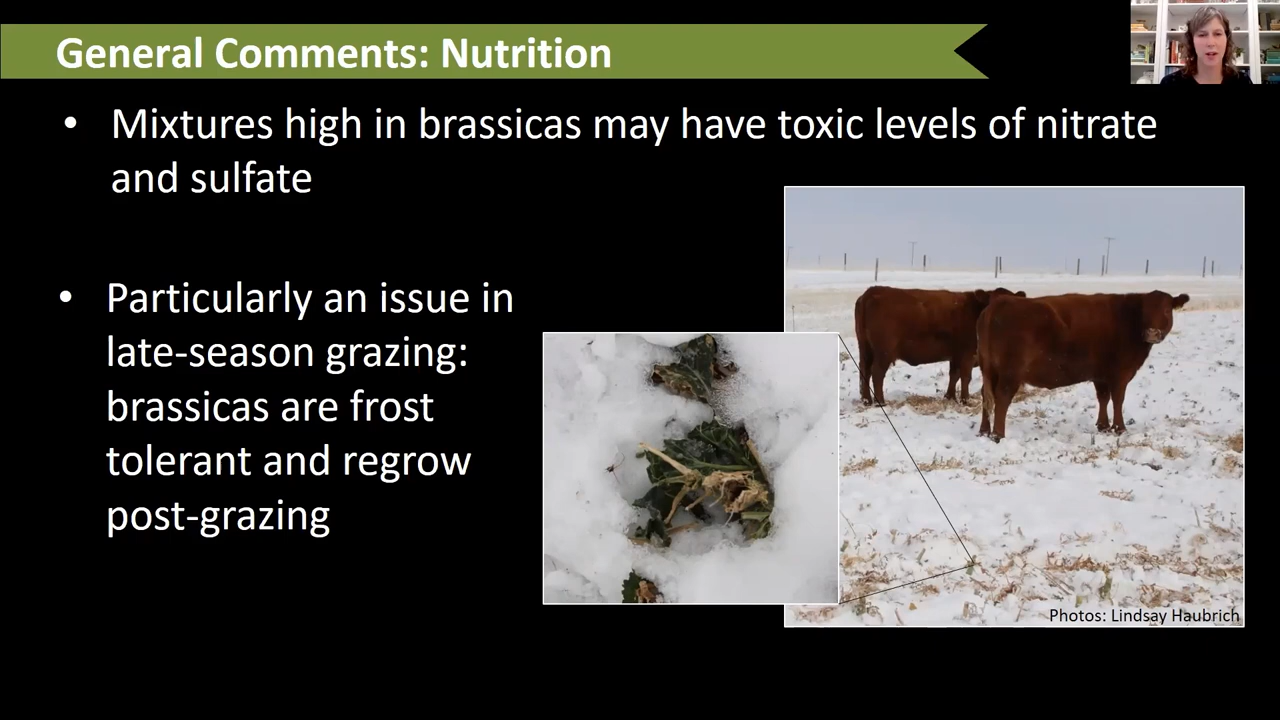 General Comments: Nutrition
• Mixtures high in brassicas may have toxic levels of nitrate
and sulfate
• Particularly an issue in
late-season grazing:
brassicas are frost
tolerant and regrow
post-grazing
Photos: Lindsay Haubrich